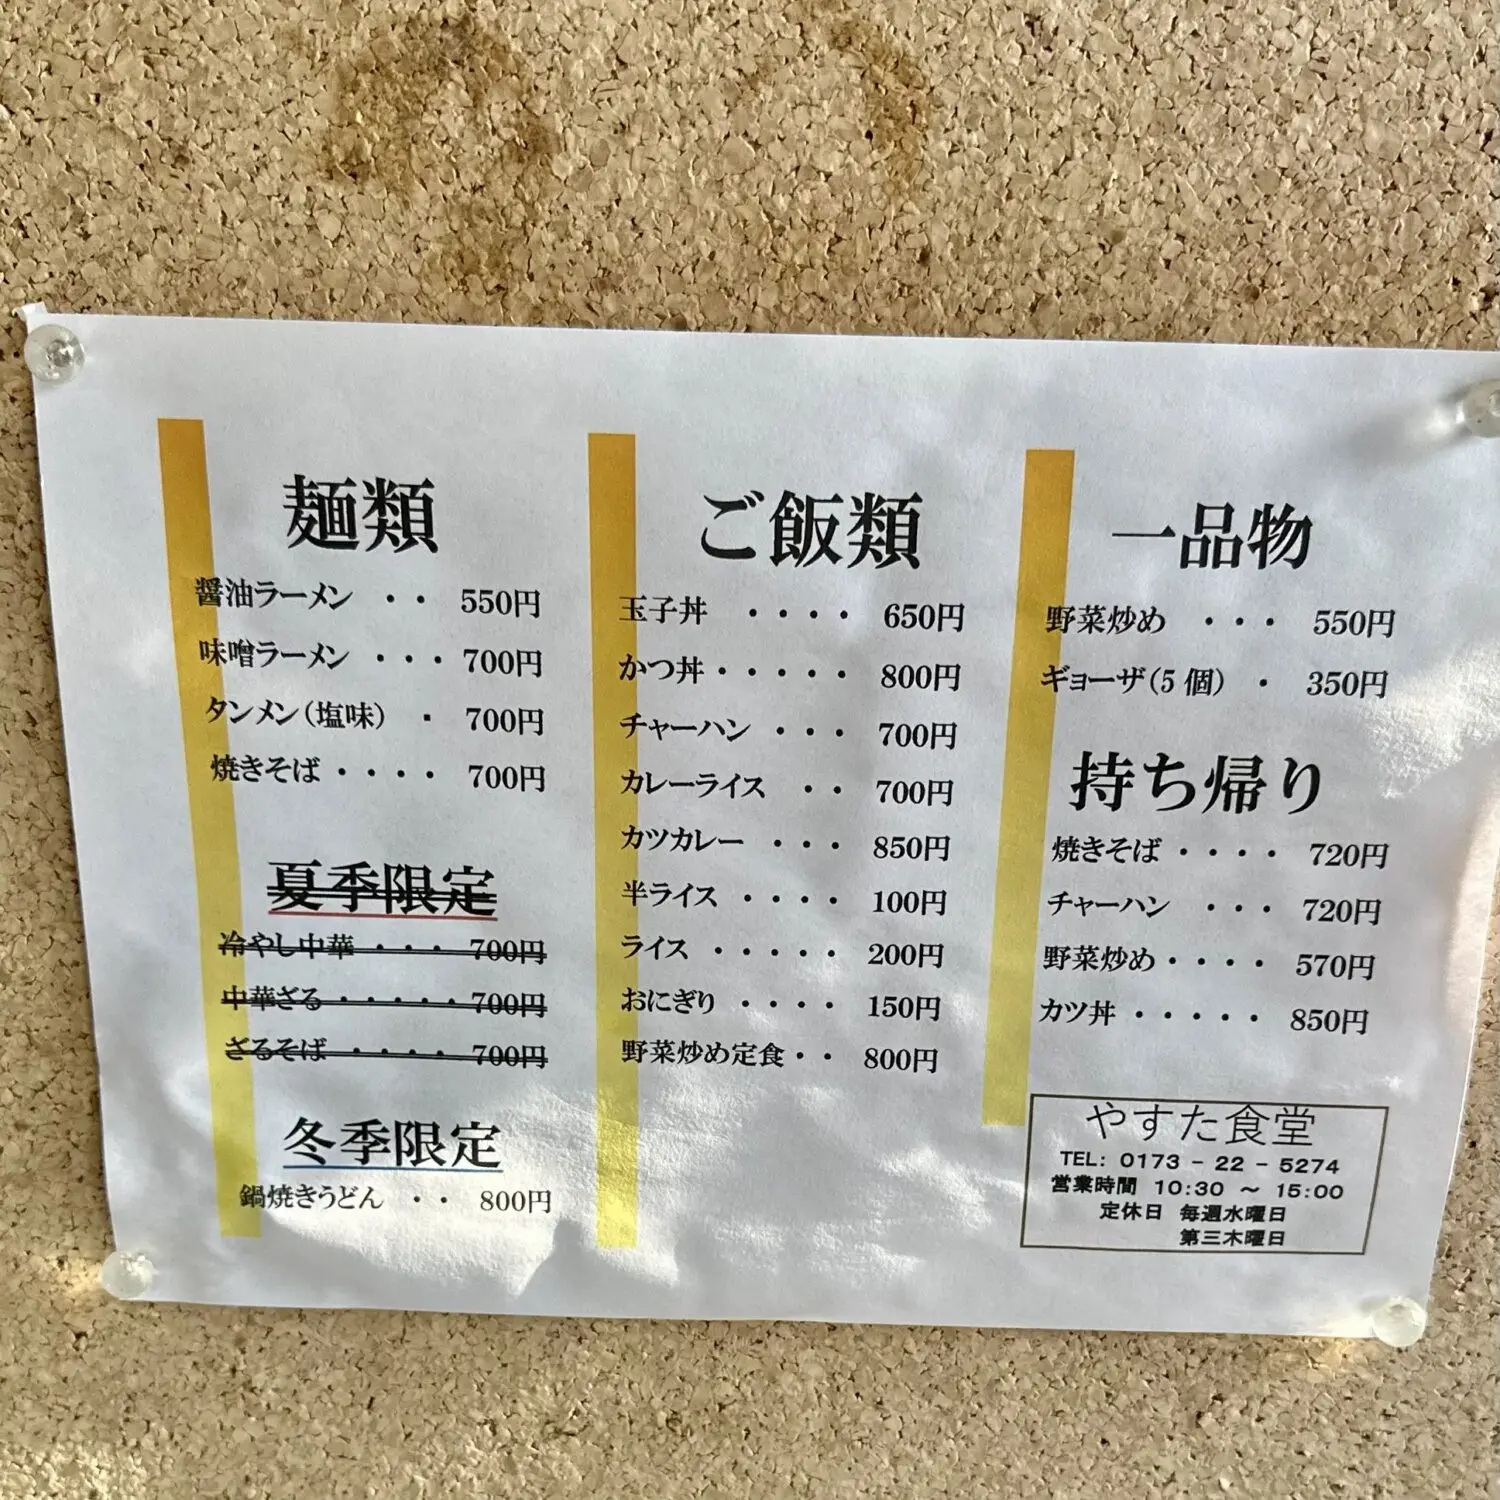 麺類
醤油ラーメン ・・ 550円
味噌ラーメン ・・・ 700円
タンメン（塩味） ・ 700円
焼きそば ・・・・ 700円
夏季限定
冷やし中華 ・・・ 700円
中華ざる ・・・・・ 700円
ざるそば ・・・・ 700円
冬季限定
鍋焼きうどん ・・ 800円
ご飯類
玉子丼 ・・・・ 650円
かつ丼 ・・・・・ 800円
チャーハン ・・・ 700円
カレーライス ・・ 700円
カツカレー ・・・ 850円
半ライス ・・・・ 100円
ライス ・・・・・ 200円
おにぎり ・・・・ 150円
野菜炒め定食 ・・ 800円
一品物
野菜炒め ・・・ 550円
ギョーザ（5個） ・ 350円
持ち帰り
焼きそば ・・・・ 720円
チャーハン ・・・ 720円
野菜炒め ・・・・ 570円
カツ丼 ・・・・・ 850円
やすた食堂
TEL: 0173 - 22 - 5274
営業時間 10:30 ～ 15:00
定休日 毎週水曜日
第三木曜日